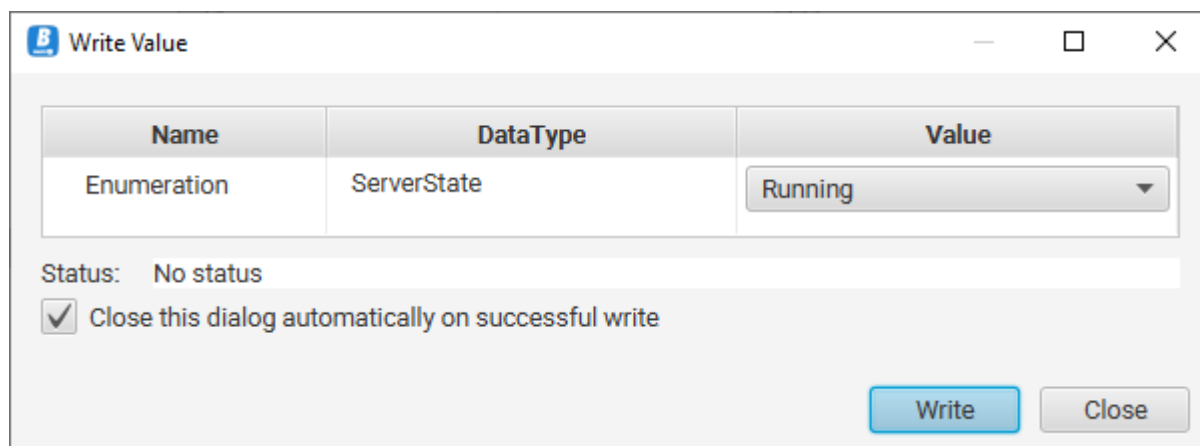 Write Value
Name DataType Value
Enumeration ServerState Running
Status: No status
Close this dialog automatically on successful write
Write Close